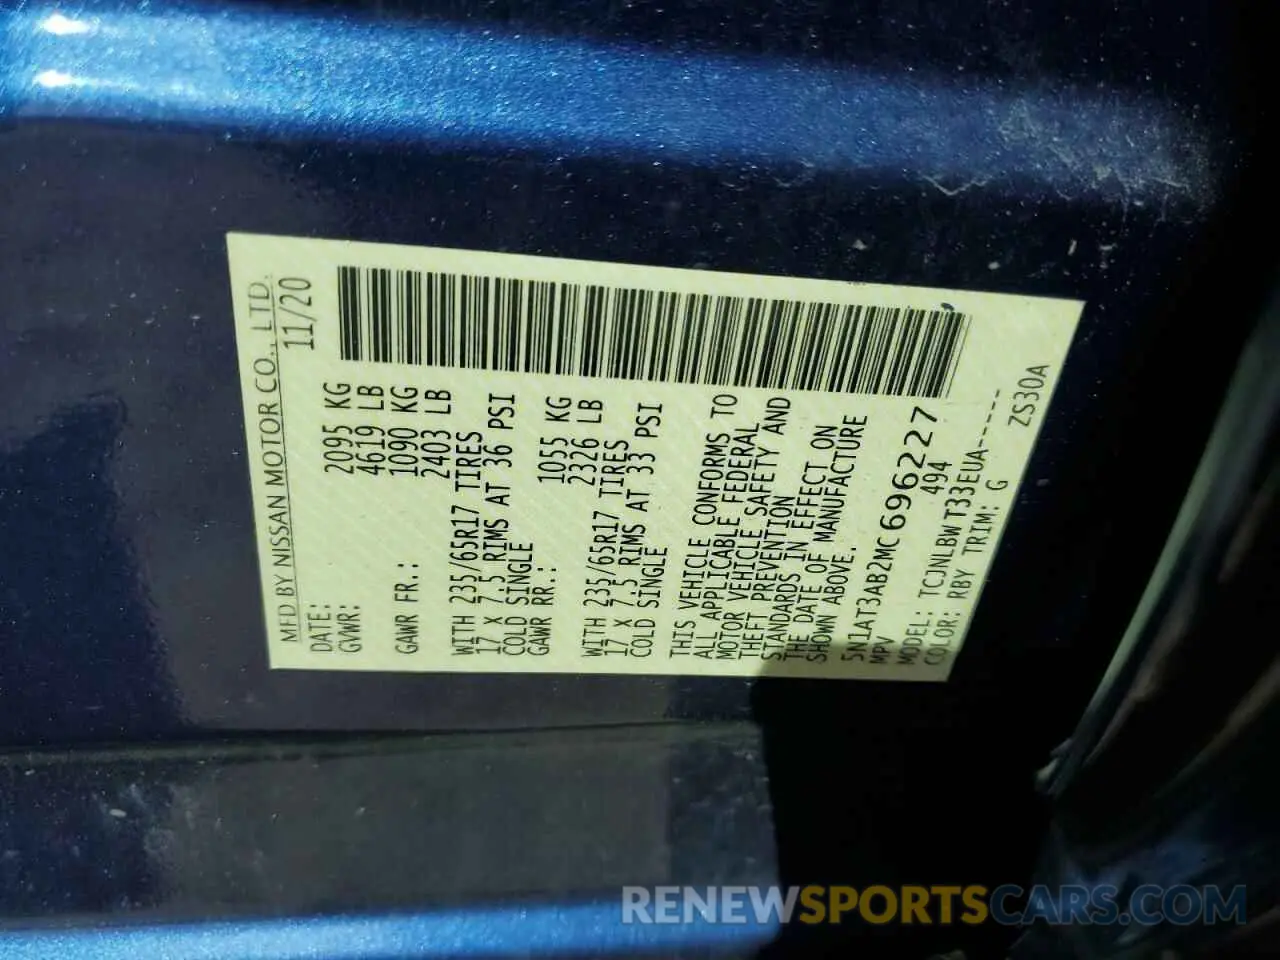 MFD BY NISSAN MOTOR CO., LTD.
DATE: 11/20
GVWR: 2095 KG
4619 LB
GAWR FR.: 1090 KG
2403 LB
WITH 235/65R17 TIRES
17 X 7.5 RIMS AT 36 PSI
COLD SINGLE
GAWR RR.: 1055 KG
2326 LB
WITH 235/65R17 TIRES
17 X 7.5 RIMS AT 33 PSI
COLD SINGLE
THIS VEHICLE CONFORMS TO
ALL APPLICABLE FEDERAL
MOTOR VEHICLE SAFETY AND
THEFT PREVENTION
STANDARDS IN EFFECT ON
THE DATE OF MANUFACTURE
SHOWN ABOVE.
5N1AT3AB2MC696227
MPV 494
MODEL: TCJNLBWT33EUA-----
COLOR: RBY TRIM: G ZS30A
RENEWSPORTSCARS.COM